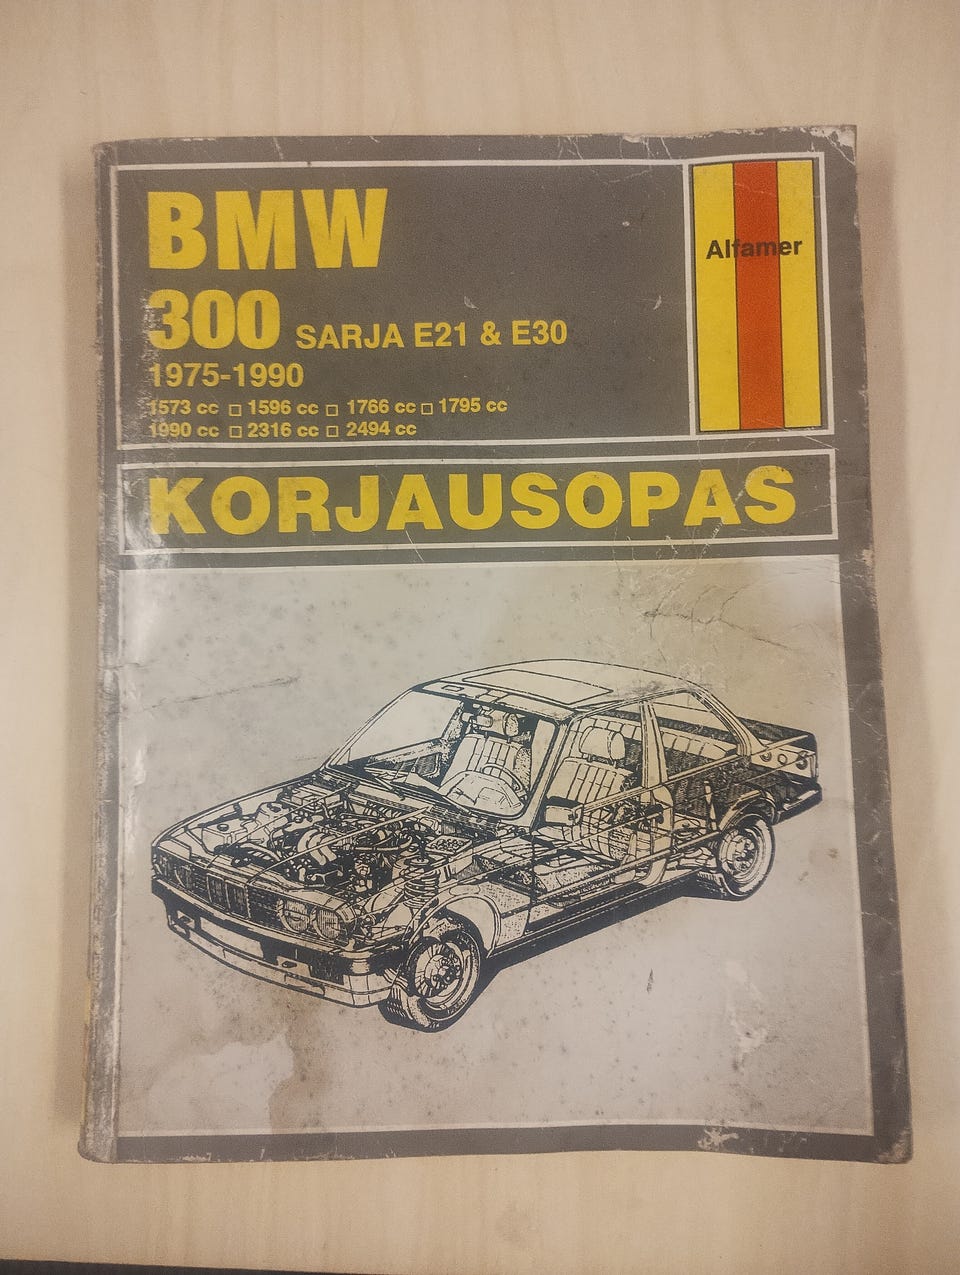 BMW
300 SARJA E21 & E30
1975-1990
1573 cc □ 1596 cc □ 1766 cc □ 1795 cc
1990 cc □ 2316 cc □ 2494 cc
Alfamer
KORJAUSOPAS